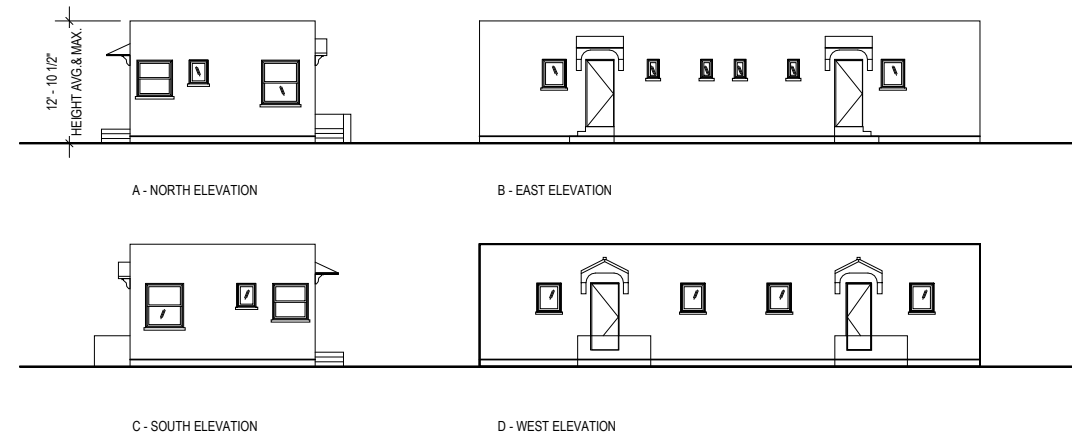 12' - 10 1/2"
HEIGHT AVG.& MAX.
A - NORTH ELEVATION
B - EAST ELEVATION
C - SOUTH ELEVATION
D - WEST ELEVATION